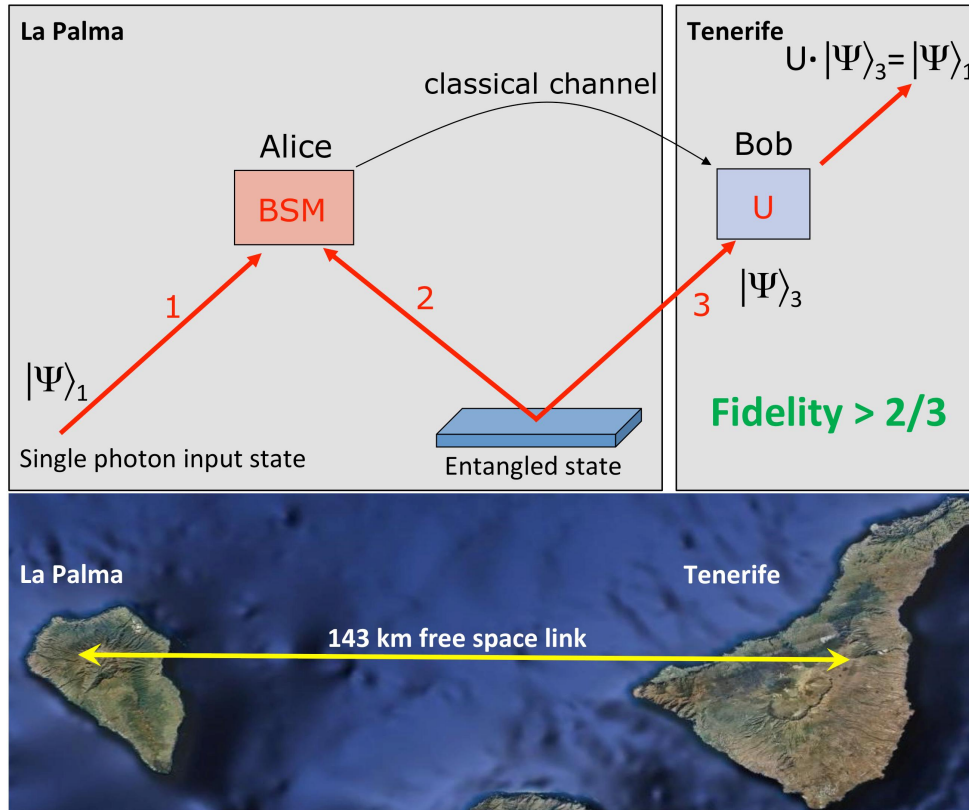 La Palma
classical channel
Alice
BSM
1
2
|Ψ⟩₁
Single photon input state
Entangled state
Tenerife
U· |Ψ⟩₃= |Ψ⟩₁
Bob
U
3
|Ψ⟩₃
Fidelity > 2/3
La Palma
Tenerife
143 km free space link